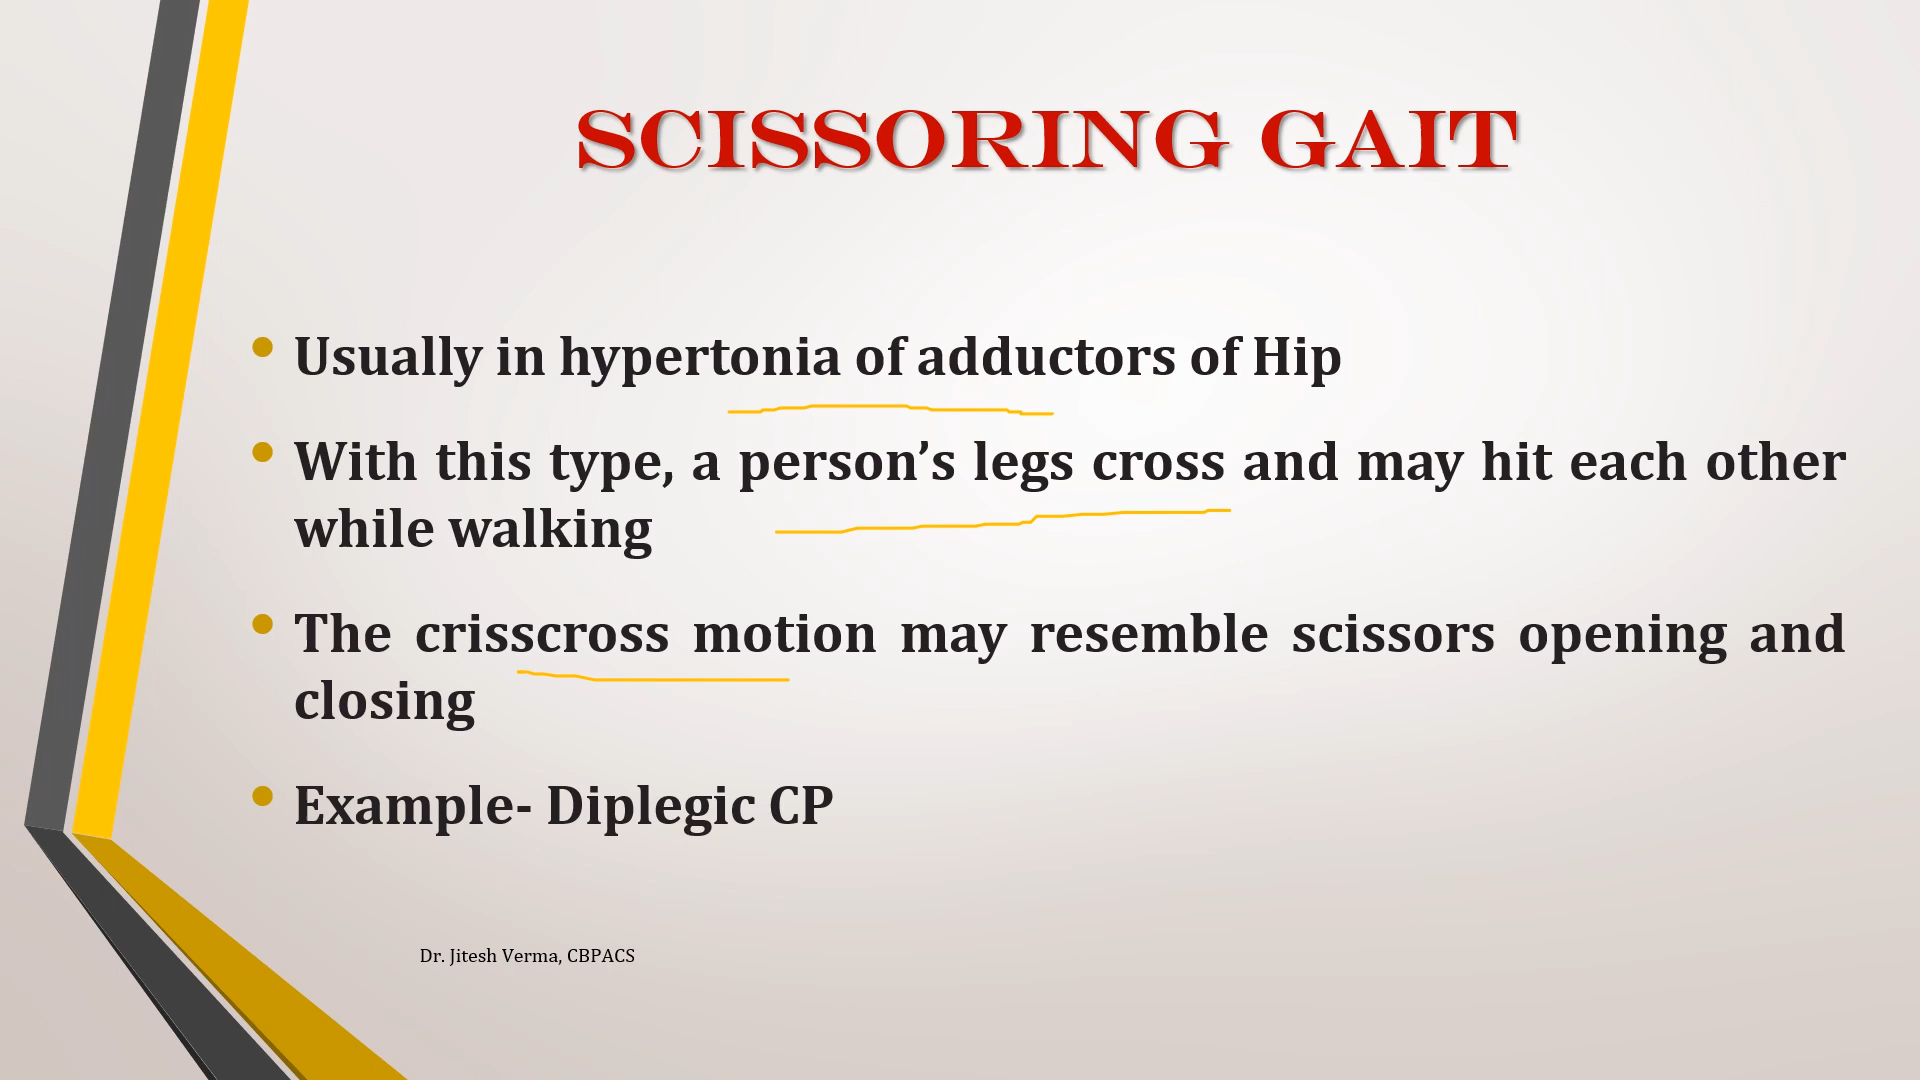 SCISSORING GAIT
• Usually in hypertonia of adductors of Hip
• With this type, a person’s legs cross and may hit each other
while walking
• The crisscross motion may resemble scissors opening and
closing
• Example- Diplegic CP
Dr. Jitesh Verma, CBPACS